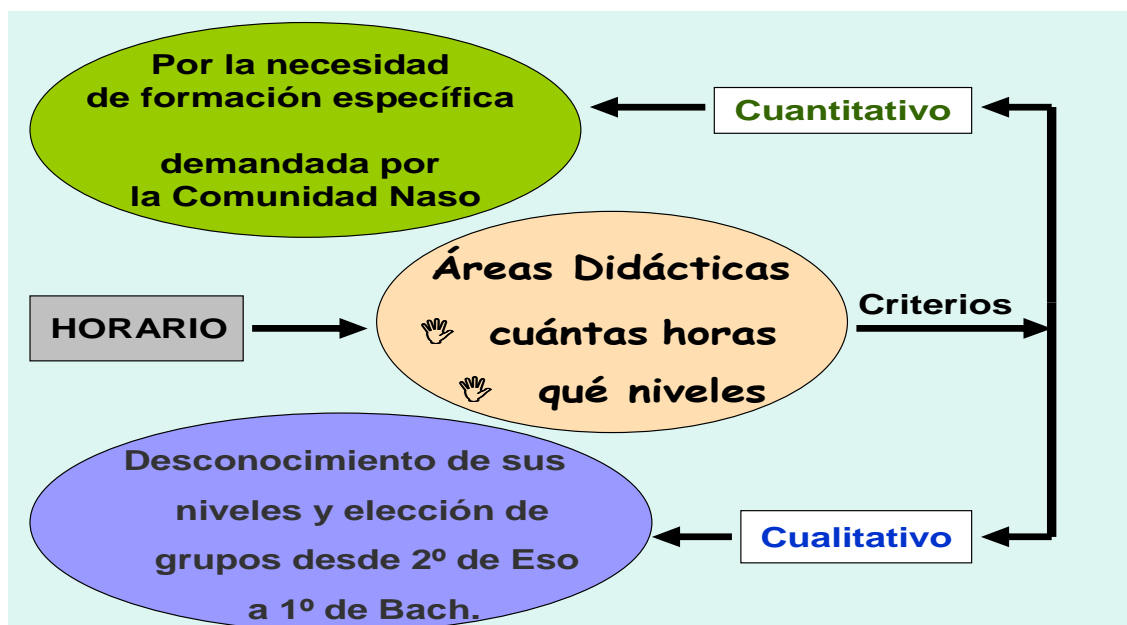 Por la necesidad
de formación específica
demandada por
la Comunidad Naso
Cuantitativo
HORARIO
Áreas Didácticas
cuántas horas
qué niveles
Criterios
Desconocimiento de sus
niveles y elección de
grupos desde 2º de Eso
a 1º de Bach.
Cualitativo